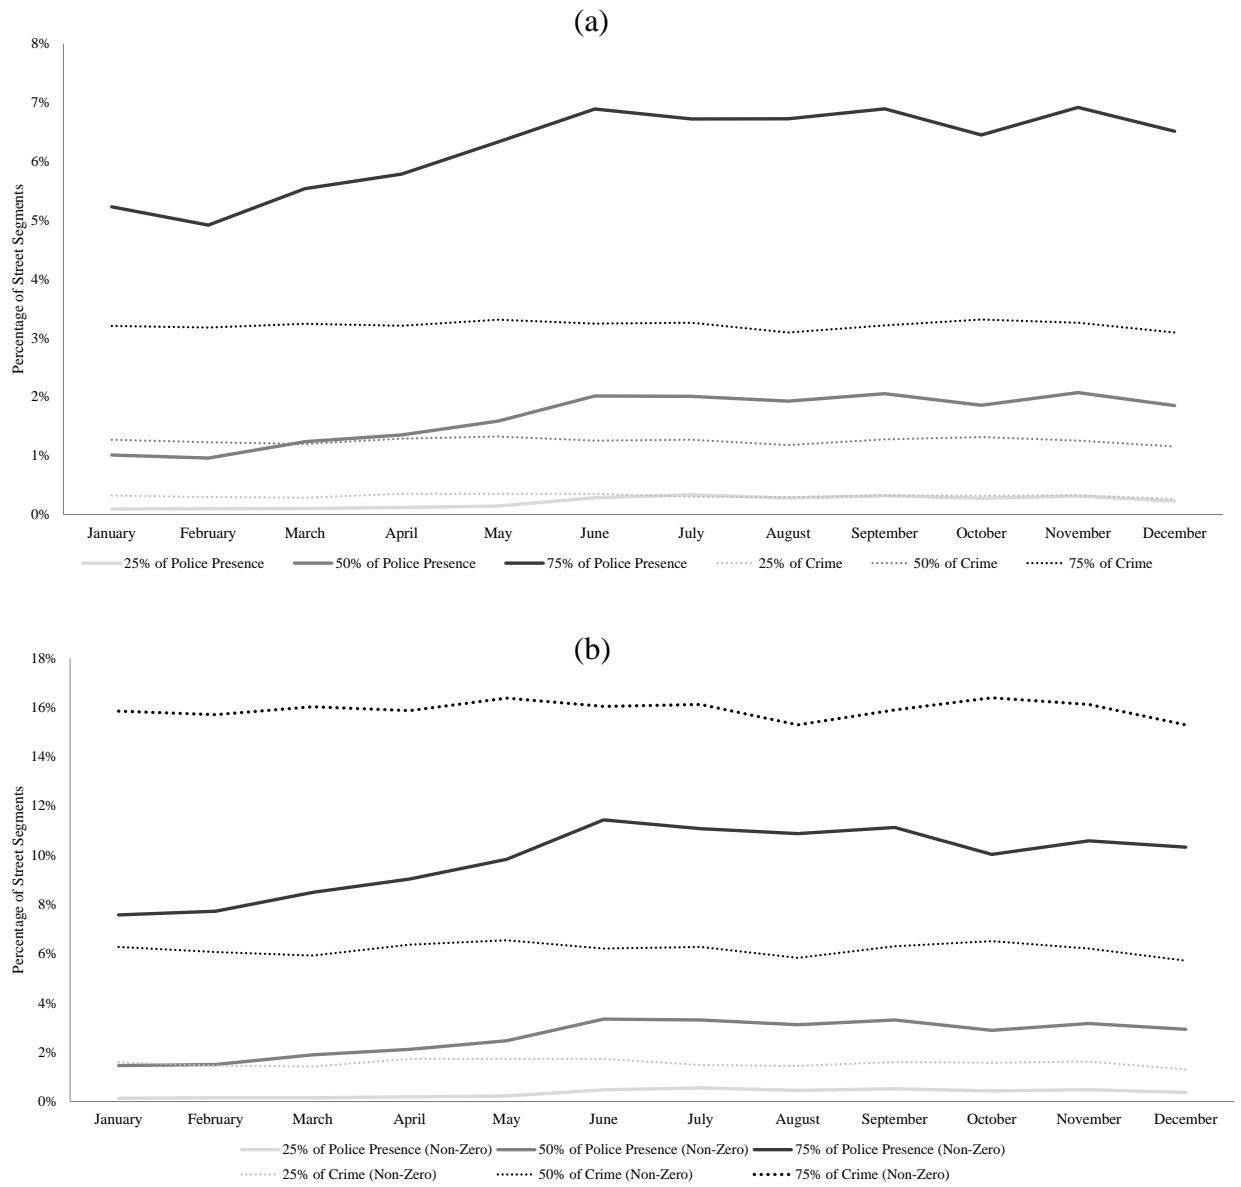 (a)
8%
7%
6%
5%
4%
3%
2%
1%
0%
Percentage of Street Segments
January February March April May June July August September October November December
25% of Police Presence 50% of Police Presence 75% of Police Presence 25% of Crime 50% of Crime 75% of Crime
(b)
18%
16%
14%
12%
10%
8%
6%
4%
2%
0%
Percentage of Street Segments
January February March April May June July August September October November December
25% of Police Presence (Non-Zero) 50% of Police Presence (Non-Zero) 75% of Police Presence (Non-Zero)
25% of Crime (Non-Zero) 50% of Crime (Non-Zero) 75% of Crime (Non-Zero)